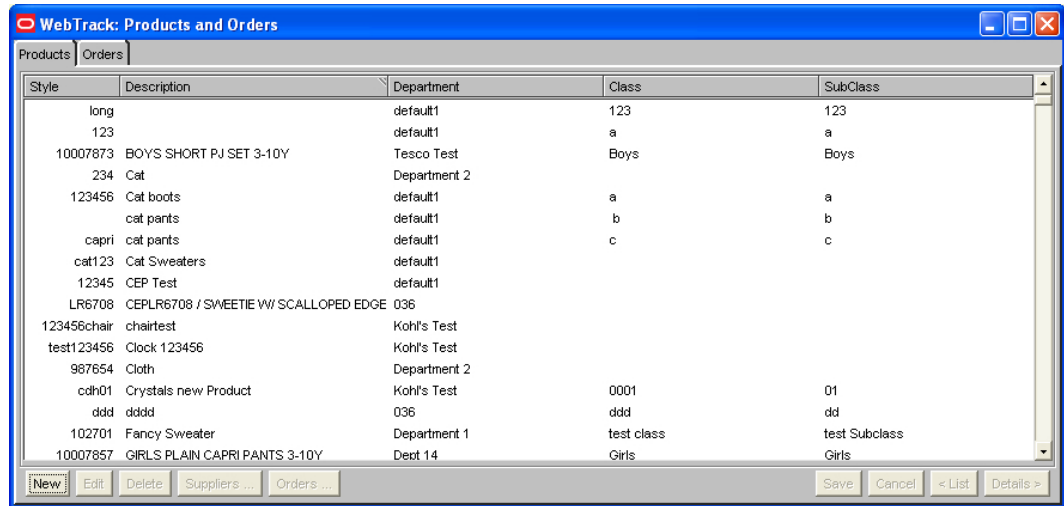 WebTrack: Products and Orders
Products Orders
Style Description Department Class SubClass
long default1 123 123
123 default1 a a
10007873 BOYS SHORT PJ SET 3-10Y Tesco Test Boys Boys
234 Cat Department 2
123456 Cat boots default1 a a
cat pants default1 b b
capri cat pants default1 c c
cat123 Cat Sweaters default1
12345 CEP Test default1
LR6708 CEPLR6708 / SWEETIE W/ SCALLOPED EDGE 036
123456chair chairtest Kohl's Test
test123456 Clock 123456 Kohl's Test
987654 Cloth Department 2
cdh01 Crystals new Product Kohl's Test 0001 01
ddd dddd 036 ddd dd
102701 Fancy Sweater Department 1 test class test Subclass
10007857 GIRLS PLAIN CAPRI PANTS 3-10Y Dept 14 Girls Girls
New Edit Delete Suppliers ... Orders ... Save Cancel < List Details >